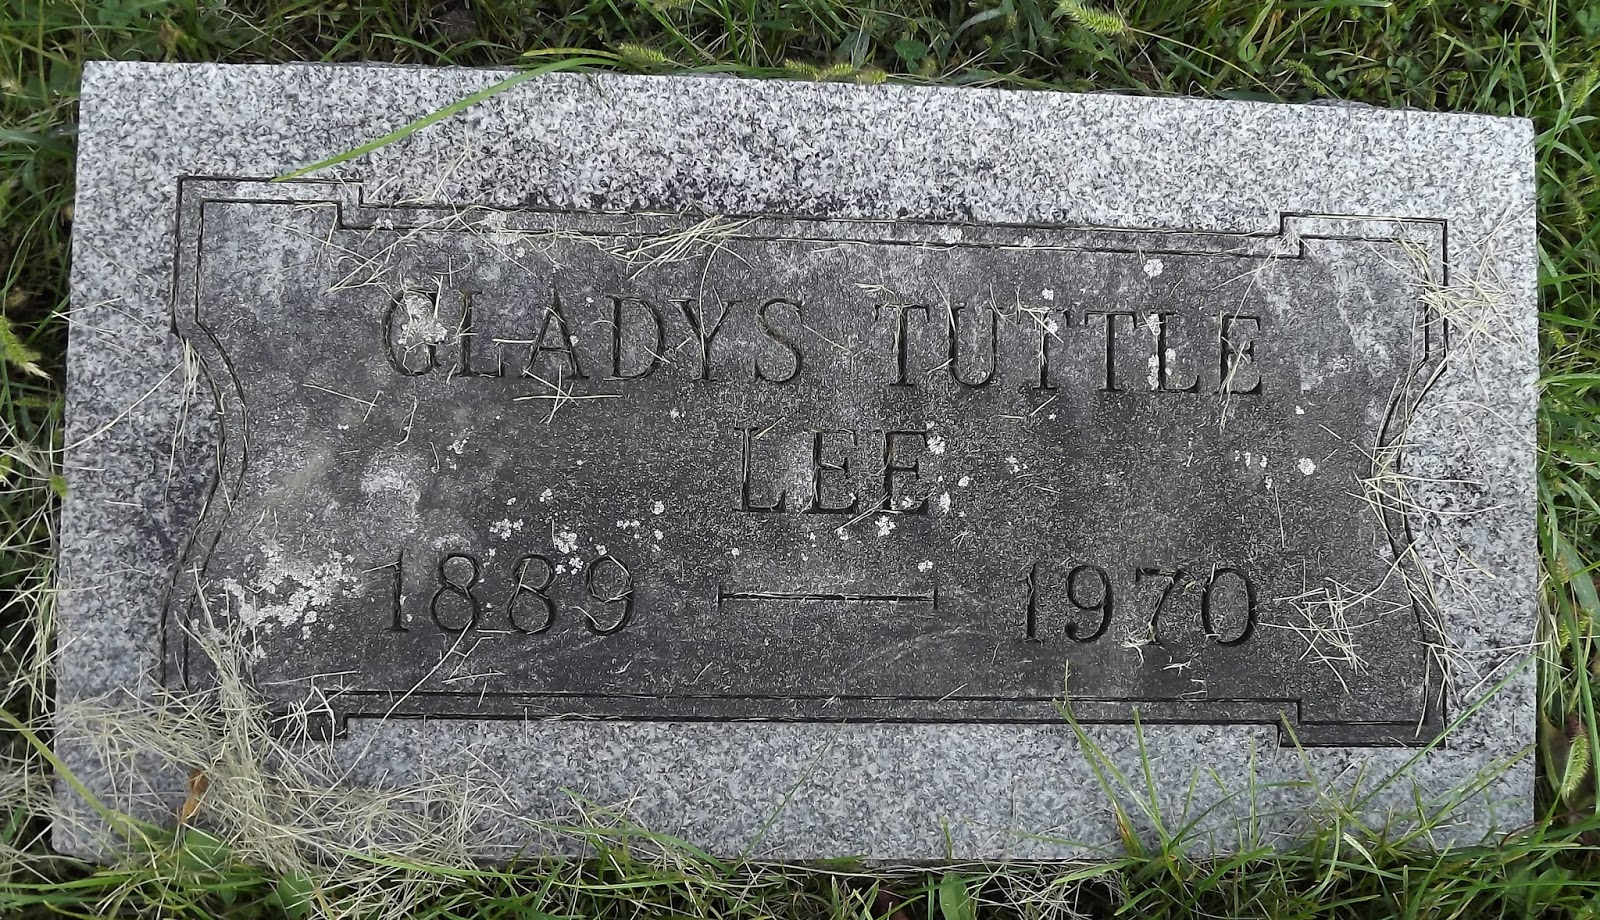 GLADYS TUTTLE
LEE
1889 — 1970